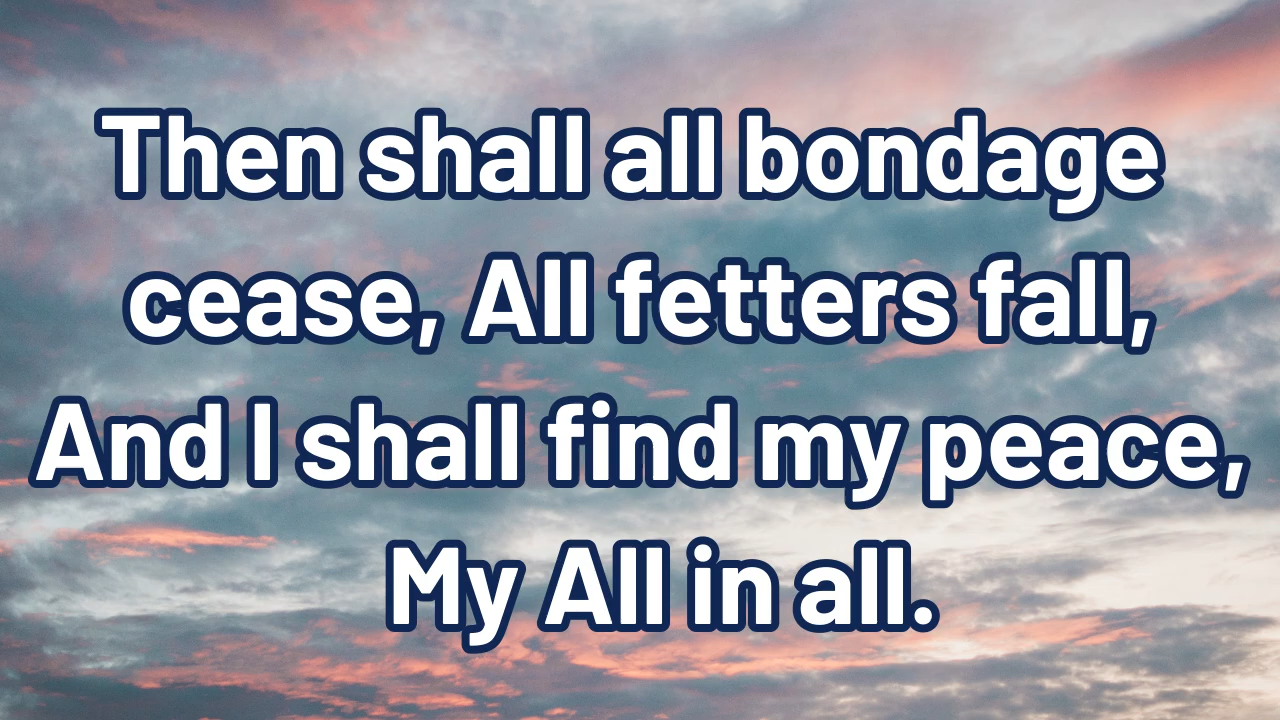 Then shall all bondage
cease, All fetters fall,
And I shall find my peace,
My All in all.